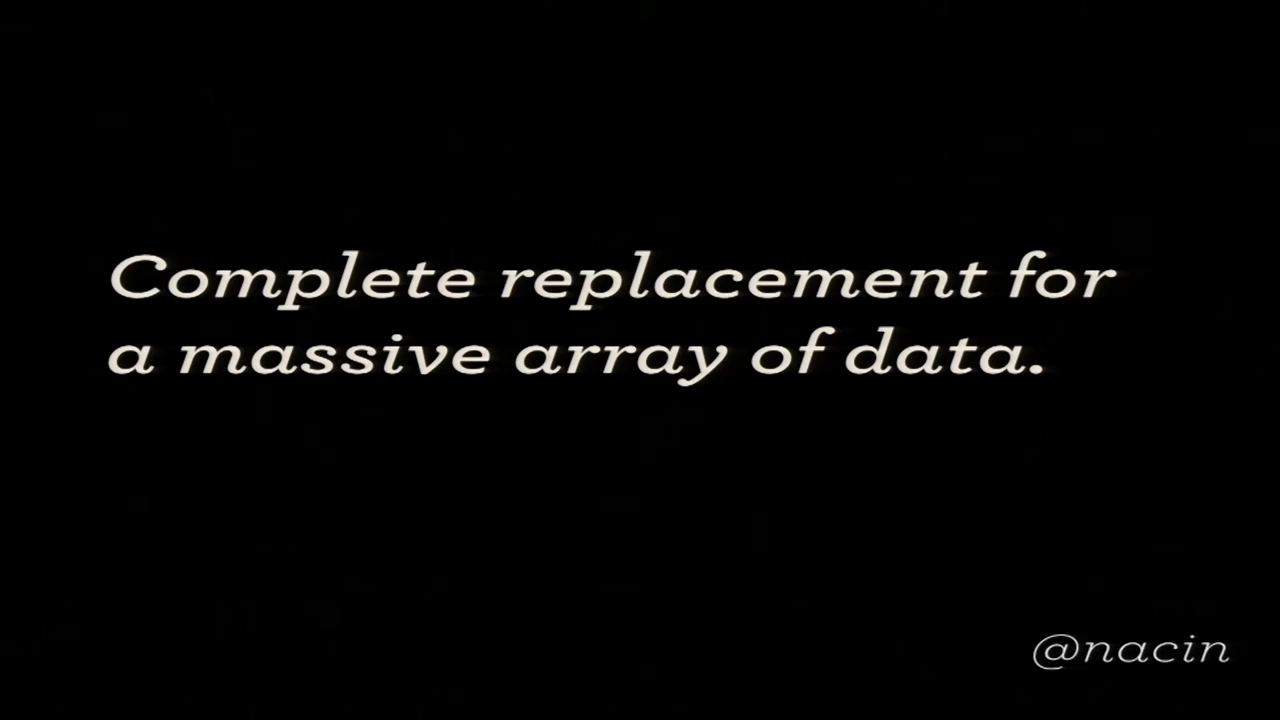 Complete replacement for
a massive array of data.
@nacin